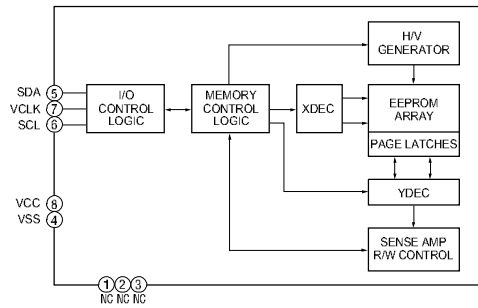 H/V
GENERATOR
SDA 5
VCLK 7
SCL 6
I/O
CONTROL
LOGIC
MEMORY
CONTROL
LOGIC
XDEC
EEPROM
ARRAY
PAGE LATCHES
YDEC
VCC 8
VSS 4
SENSE AMP
R/W CONTROL
1 2 3
NC NC NC